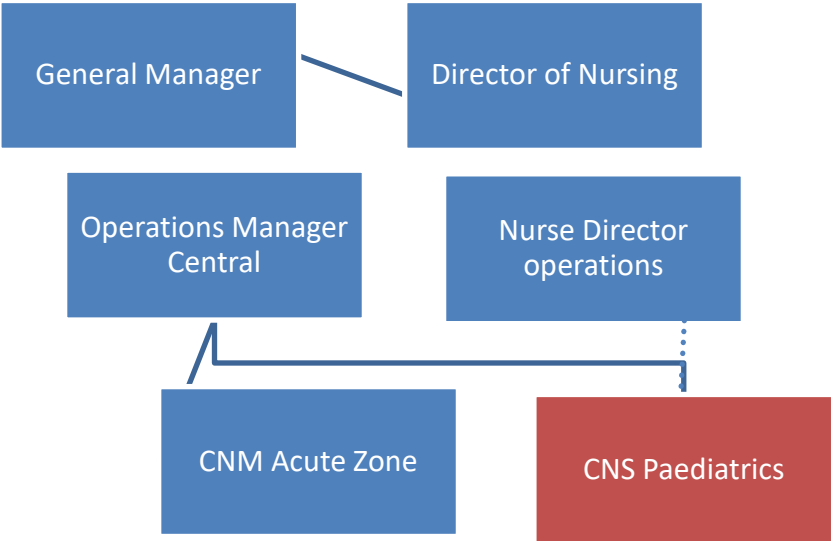 General Manager
Director of Nursing
Operations Manager
Central
Nurse Director
operations
CNM Acute Zone
CNS Paediatrics